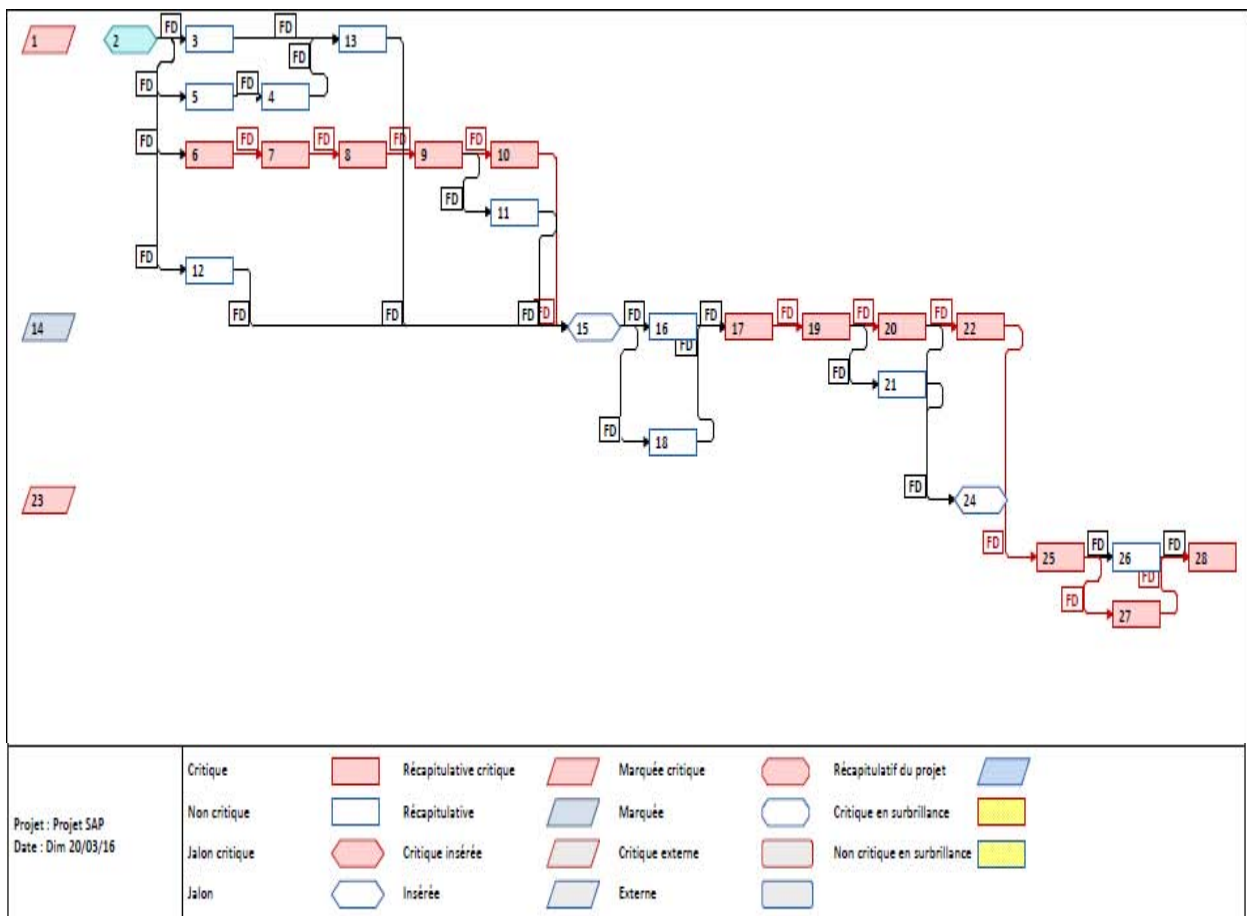 FD FD
1 2 3 13
FD FD FD
5 4
FD FD FD FD FD
6 7 8 9 10
FD
11
FD
12
FD FD FD FD FD FD FD FD FD
14 15 16 17 19 20 22
FD FD
21
FD
18
FD
23 24
FD FD FD
25 26 28
FD FD
27
Critique Récapitulative critique Marquée critique Récapitulatif du projet
Non critique Récapitulative Marquée Critique en surbrillance
Projet : Projet SAP
Date : Dim 20/03/16
Jalon critique Critique insérée Critique externe Non critique en surbrillance
Jalon Insérée Externe